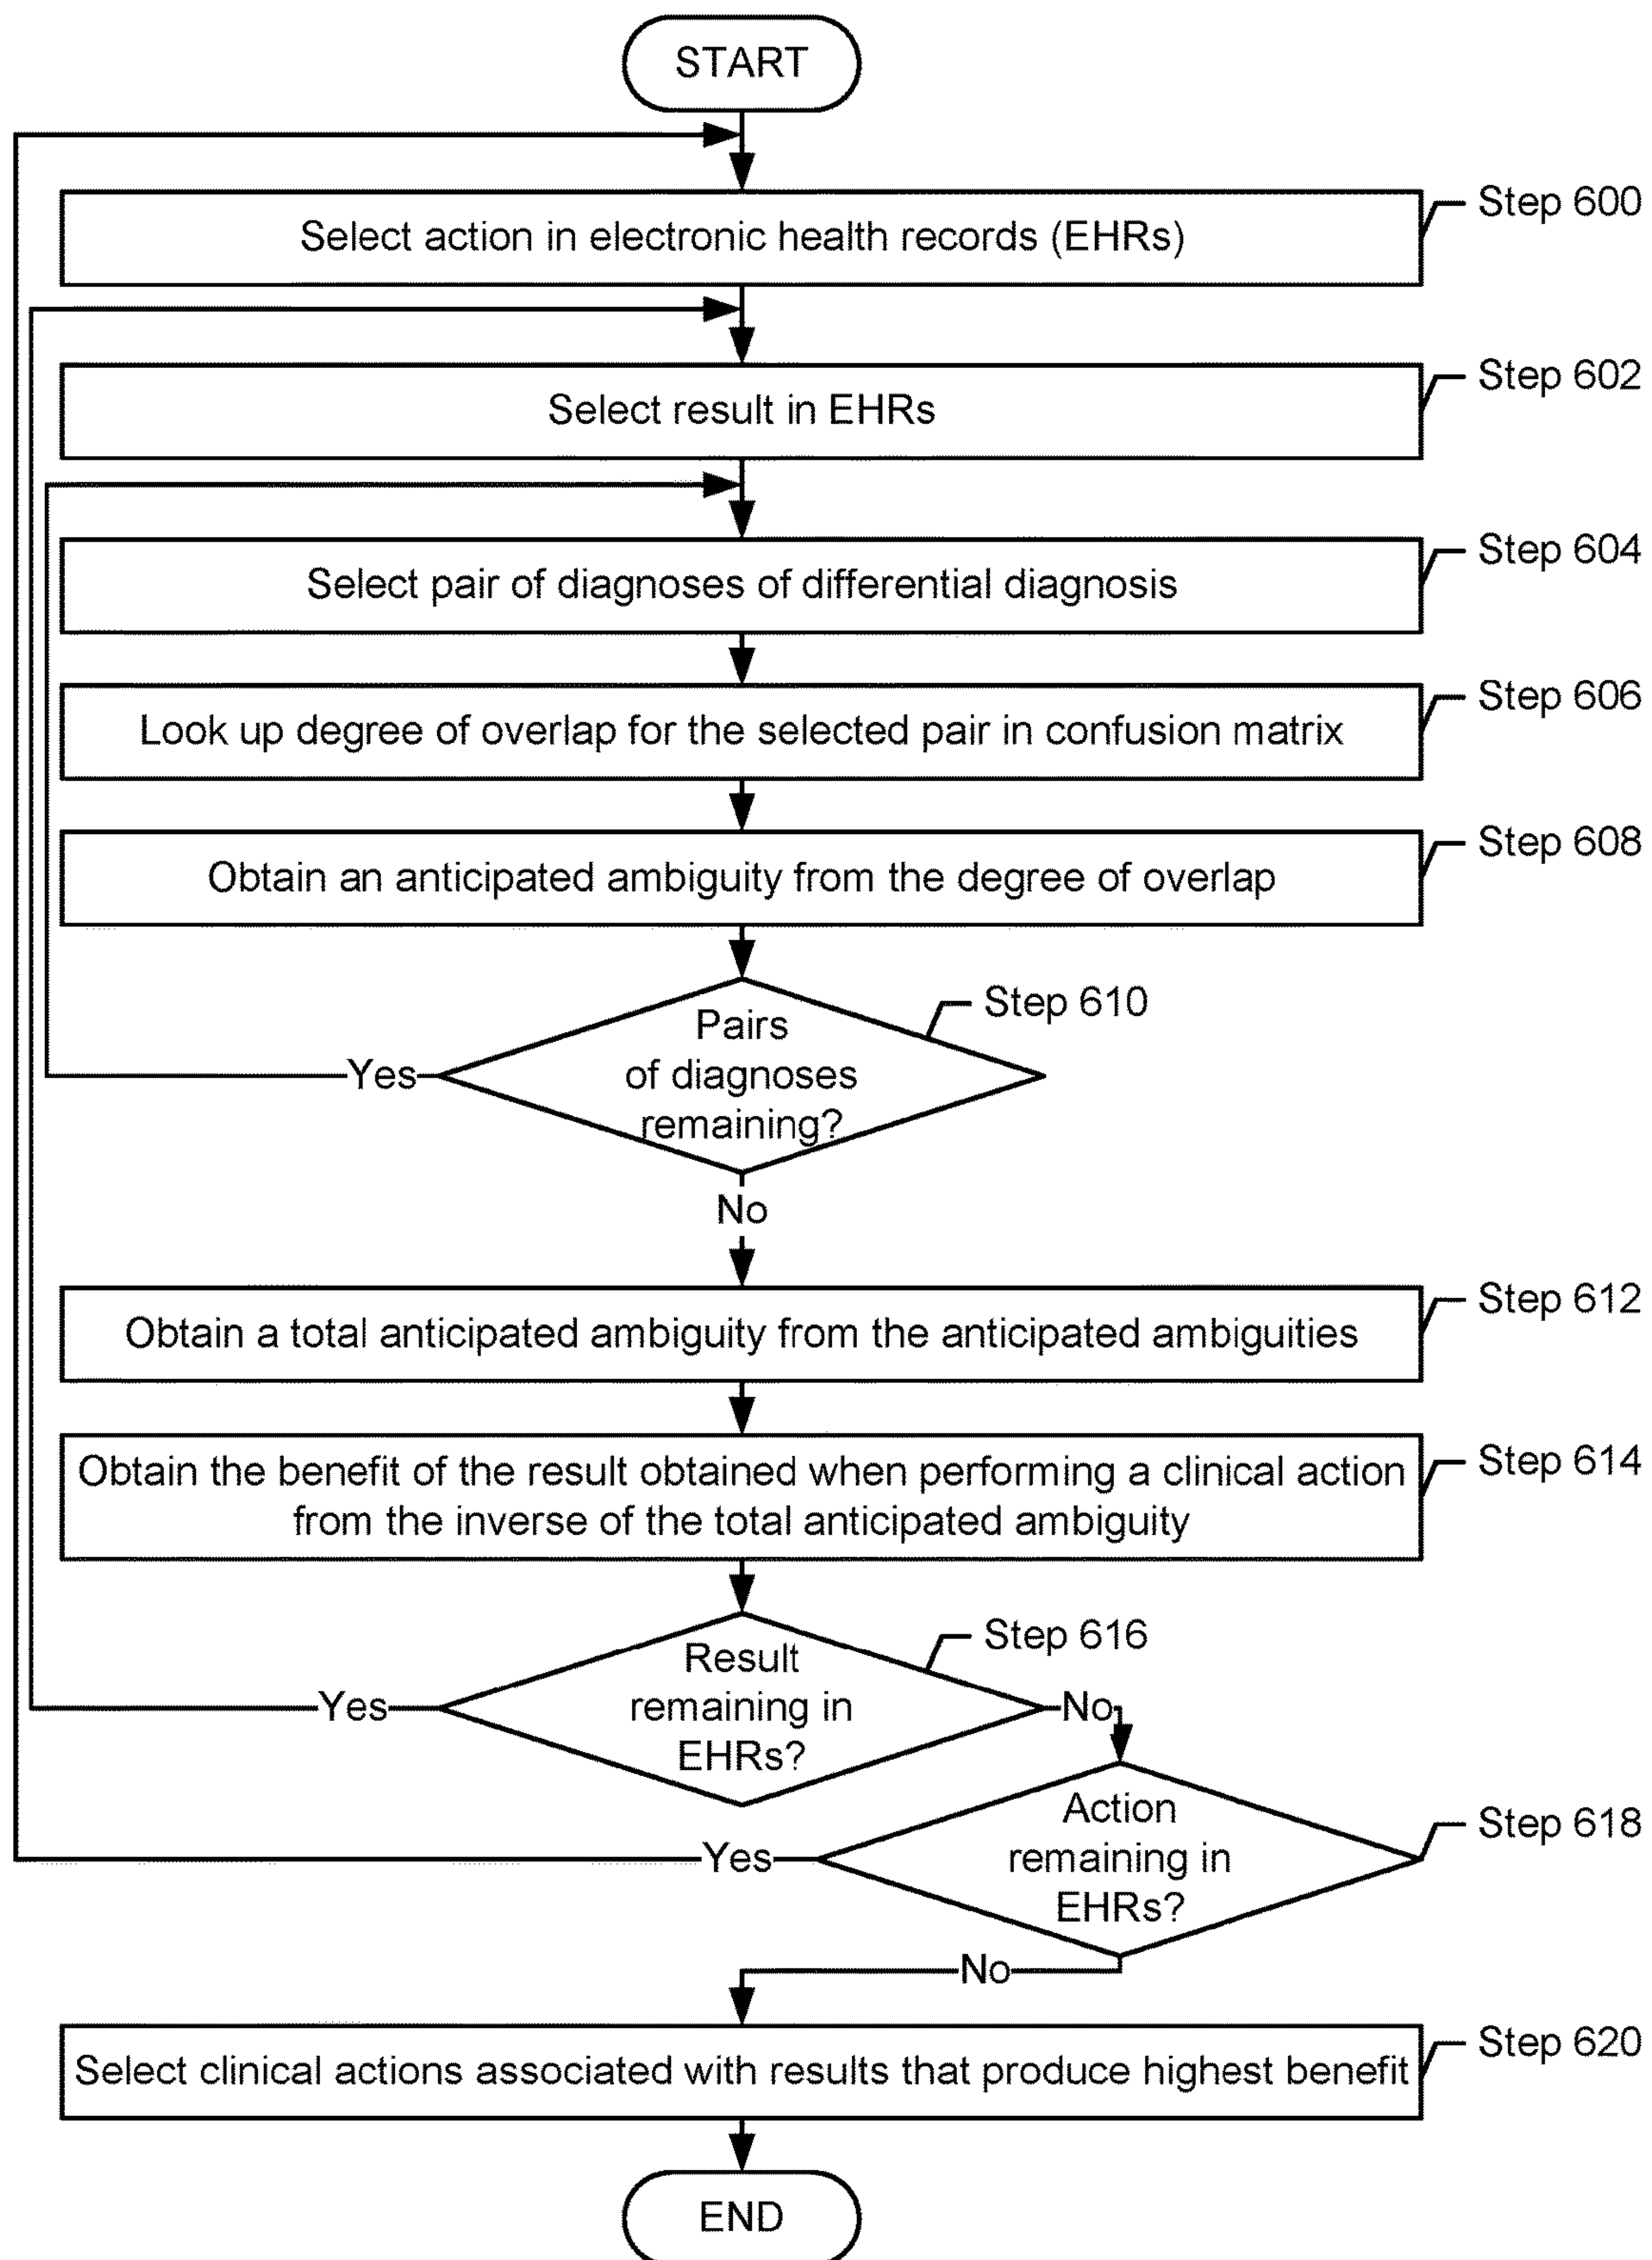 START
Select action in electronic health records (EHRs)
Step 600
Select result in EHRs
Step 602
Select pair of diagnoses of differential diagnosis
Step 604
Look up degree of overlap for the selected pair in confusion matrix
Step 606
Obtain an anticipated ambiguity from the degree of overlap
Step 608
Pairs
of diagnoses
remaining?
Step 610
Yes
No
Obtain a total anticipated ambiguity from the anticipated ambiguities
Step 612
Obtain the benefit of the result obtained when performing a clinical action
from the inverse of the total anticipated ambiguity
Step 614
Result
remaining in
EHRs?
Step 616
Yes
No
Action
remaining in
EHRs?
Step 618
Yes
No
Select clinical actions associated with results that produce highest benefit
Step 620
END